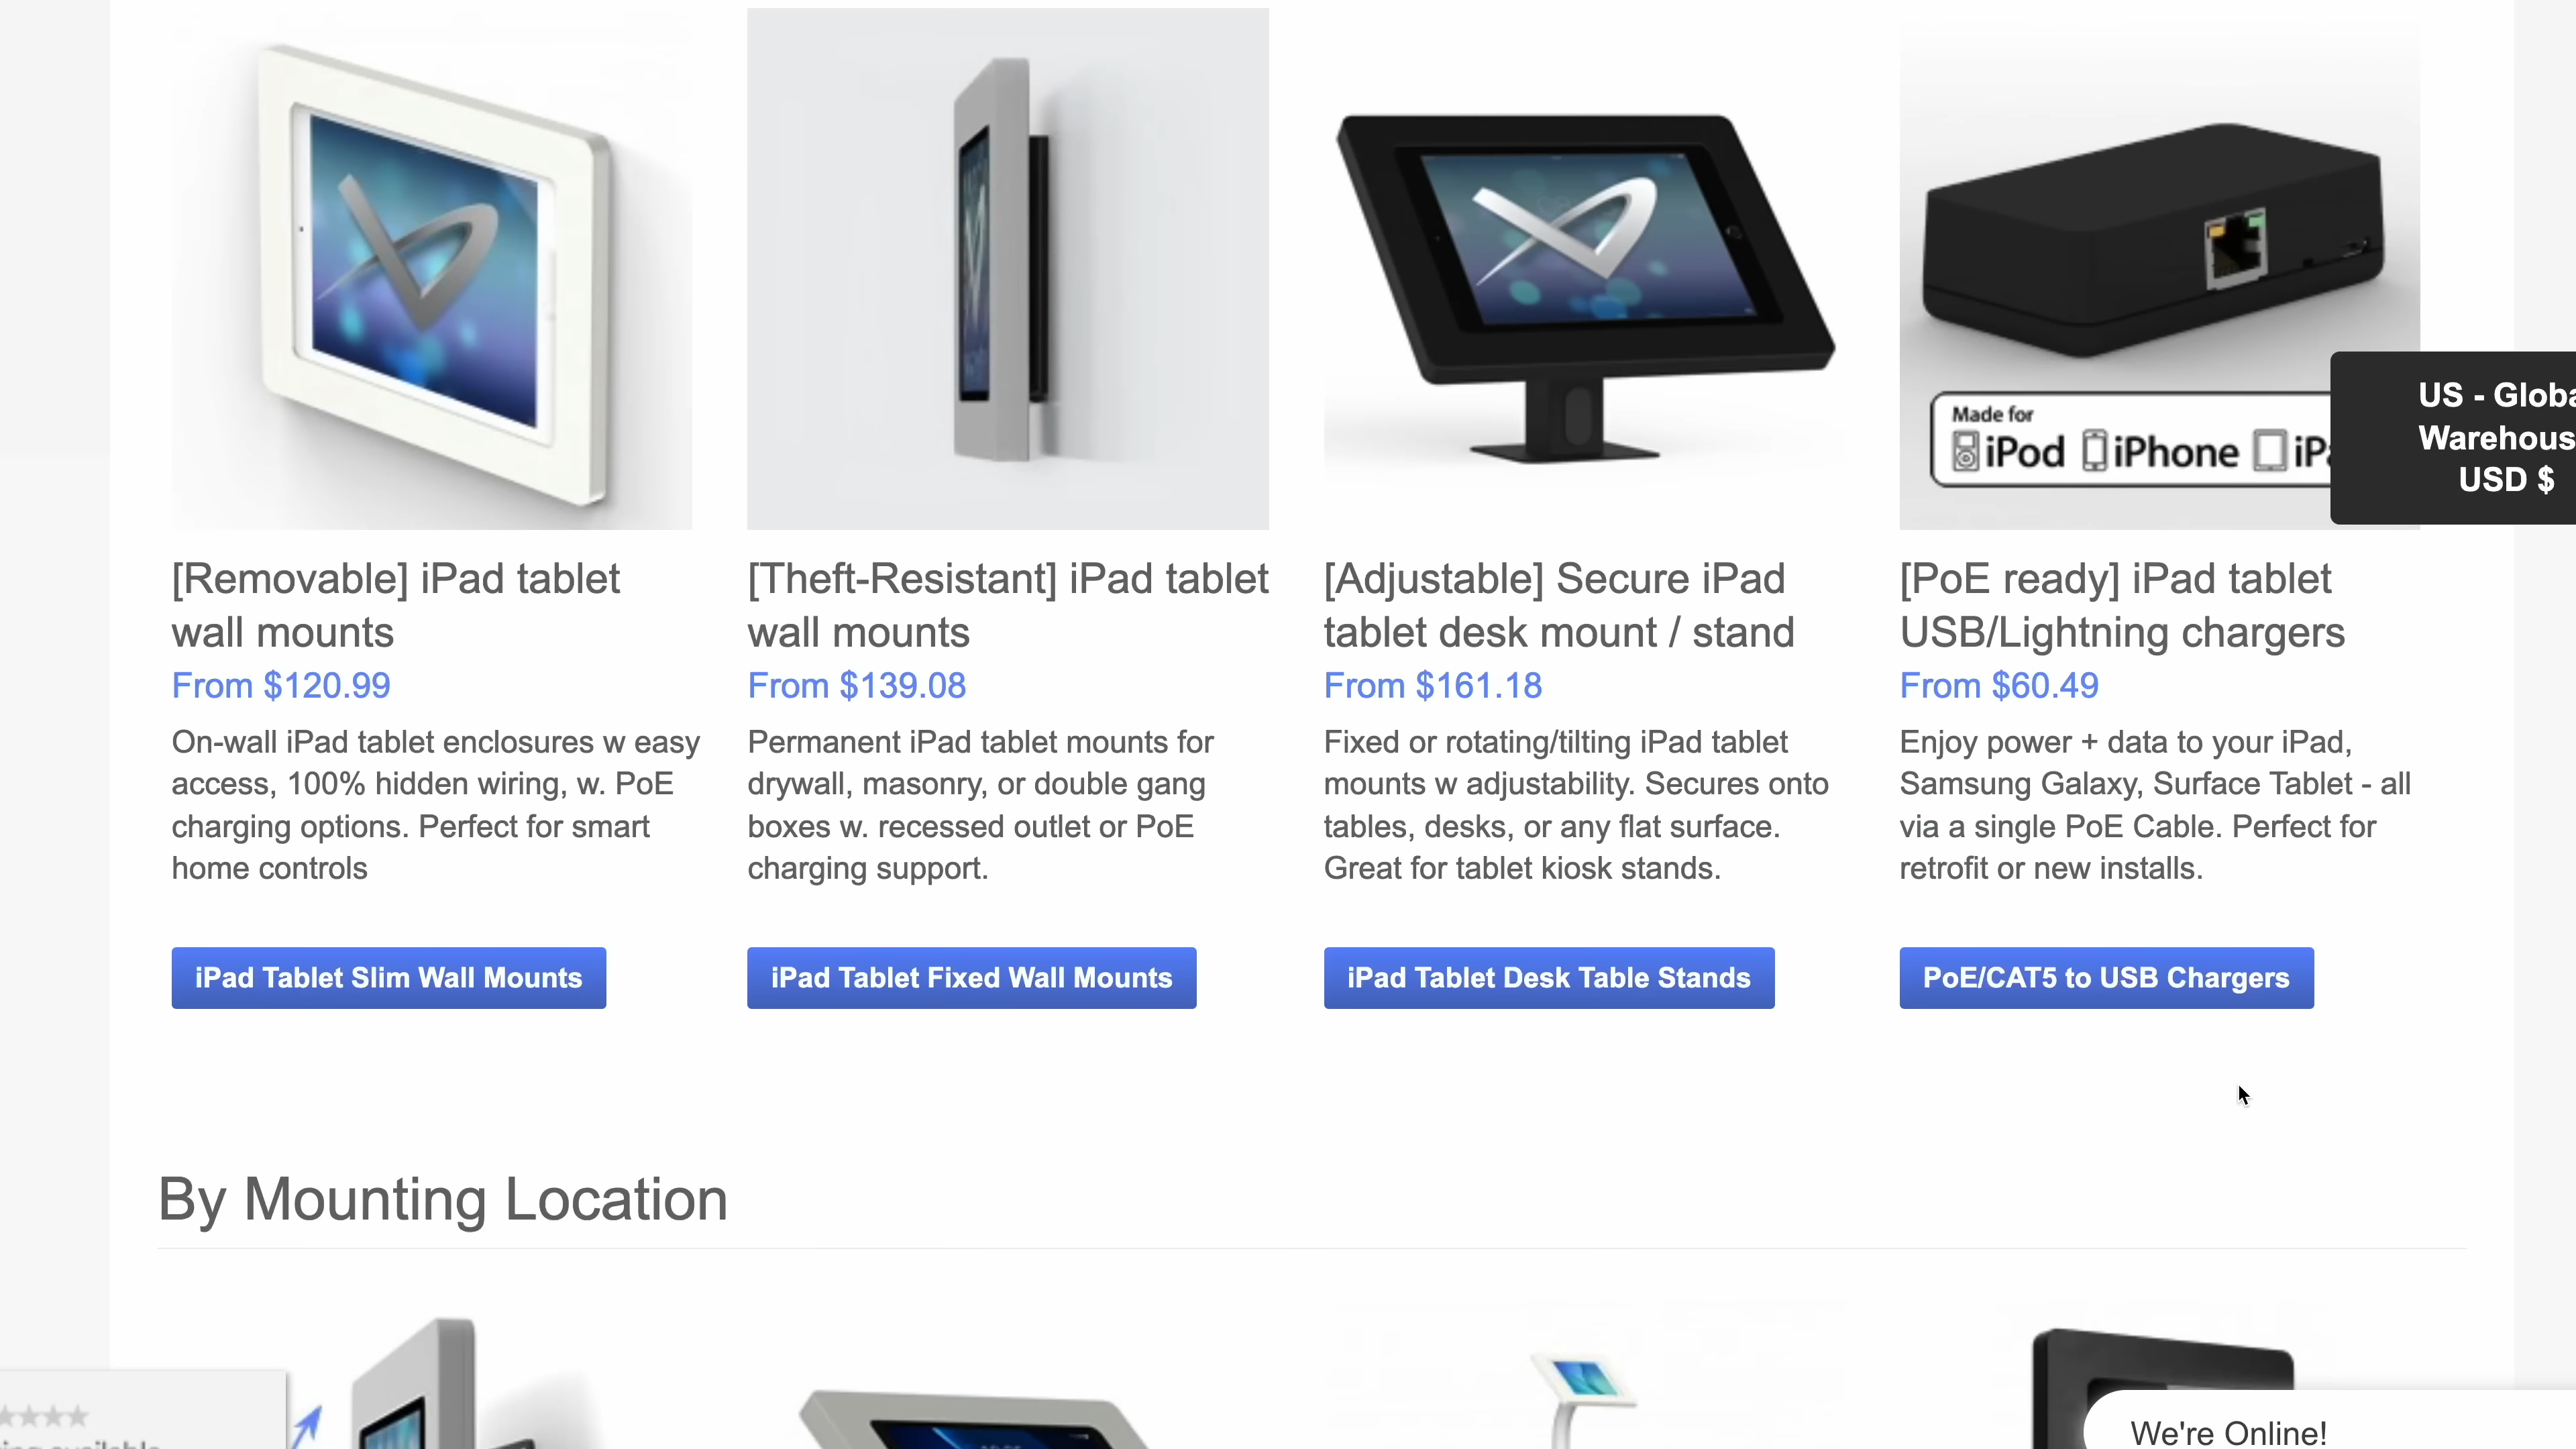 Made for
iPod iPhone
US - Global
Warehouse
USD $
[Removable] iPad tablet
wall mounts
From $120.99
On-wall iPad tablet enclosures w easy
access, 100% hidden wiring, w. PoE
charging options. Perfect for smart
home controls
iPad Tablet Slim Wall Mounts
[Theft-Resistant] iPad tablet
wall mounts
From $139.08
Permanent iPad tablet mounts for
drywall, masonry, or double gang
boxes w. recessed outlet or PoE
charging support.
iPad Tablet Fixed Wall Mounts
[Adjustable] Secure iPad
tablet desk mount / stand
From $161.18
Fixed or rotating/tilting iPad tablet
mounts w adjustability. Secures onto
tables, desks, or any flat surface.
Great for tablet kiosk stands.
iPad Tablet Desk Table Stands
[PoE ready] iPad tablet
USB/Lightning chargers
From $60.49
Enjoy power + data to your iPad,
Samsung Galaxy, Surface Tablet - all
via a single PoE Cable. Perfect for
retrofit or new installs.
PoE/CAT5 to USB Chargers
By Mounting Location
We're Online!